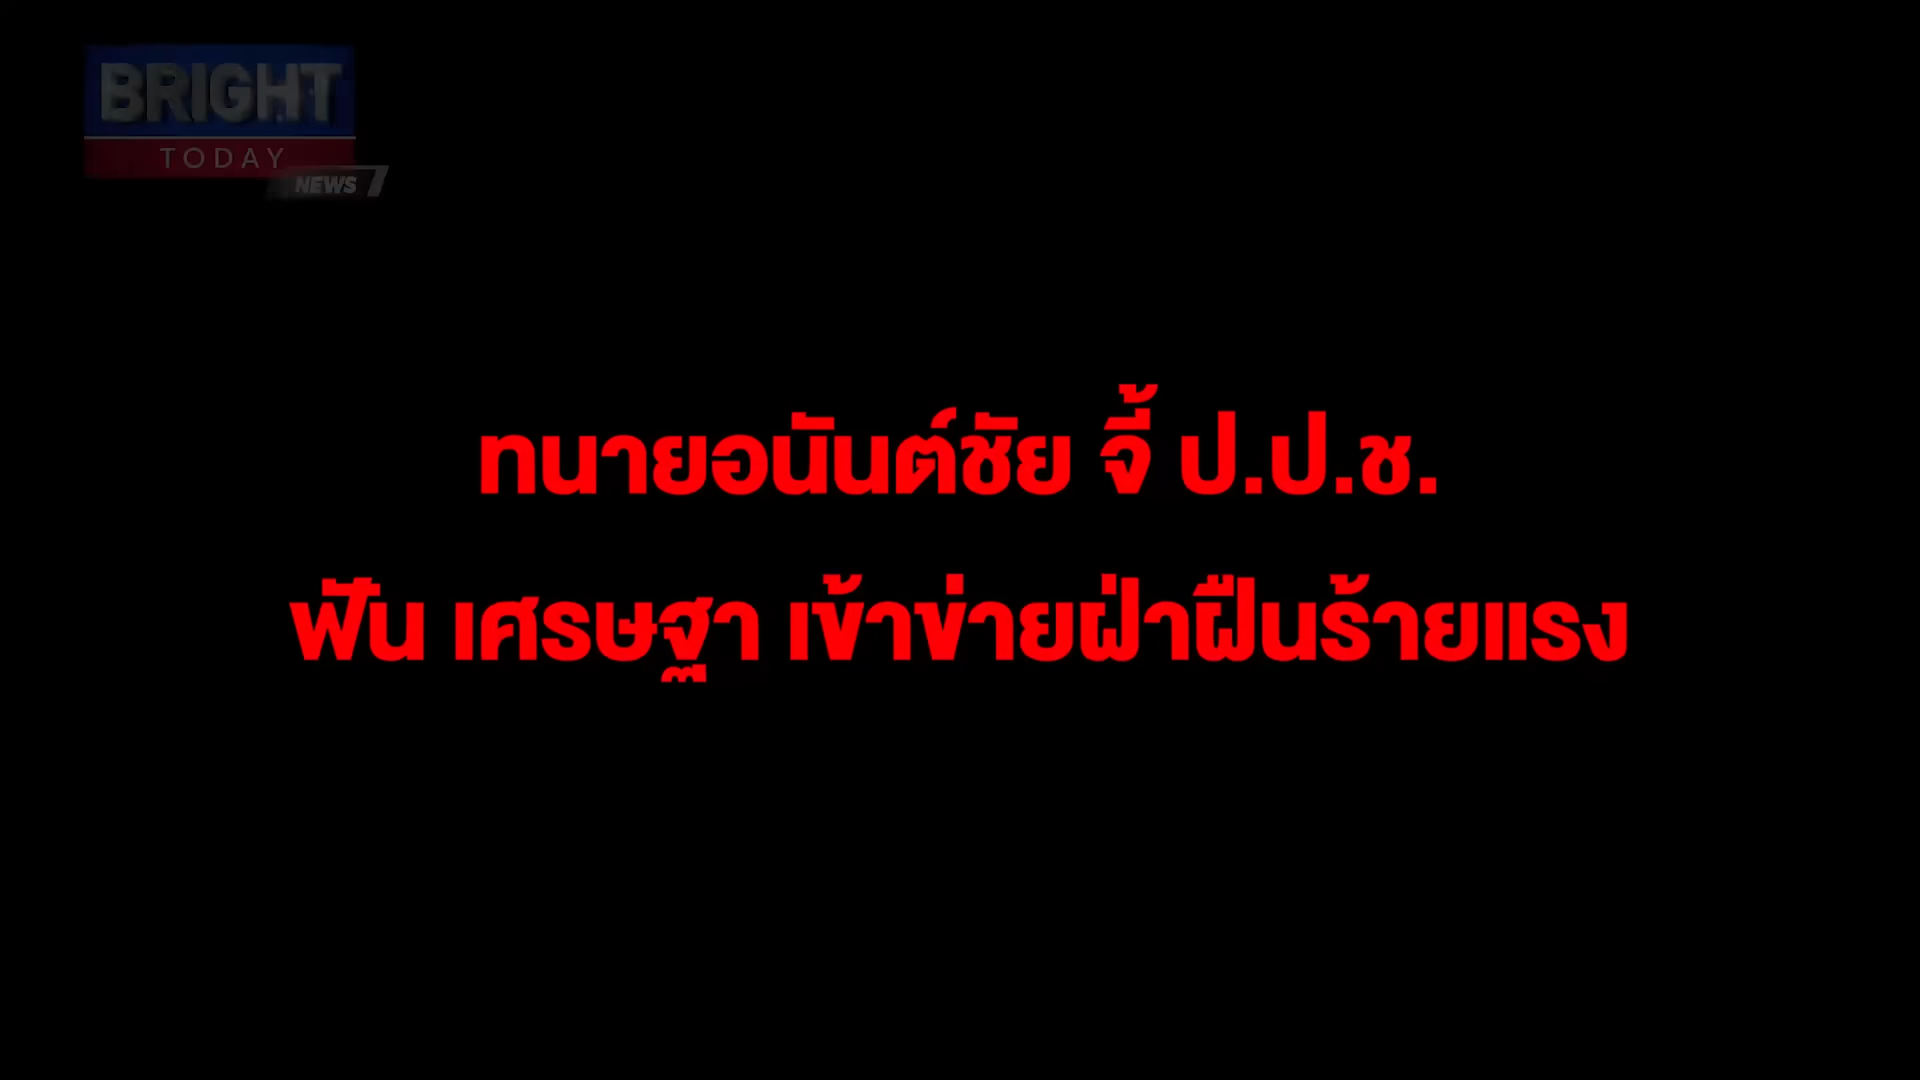 BRIGHT
TODAY
NEWS 7
ทนายอนันต์ชัย จี้ ป.ป.ช.
ฟัน เศรษฐา เข้าข่ายฝ่าฝืนร้ายแรง